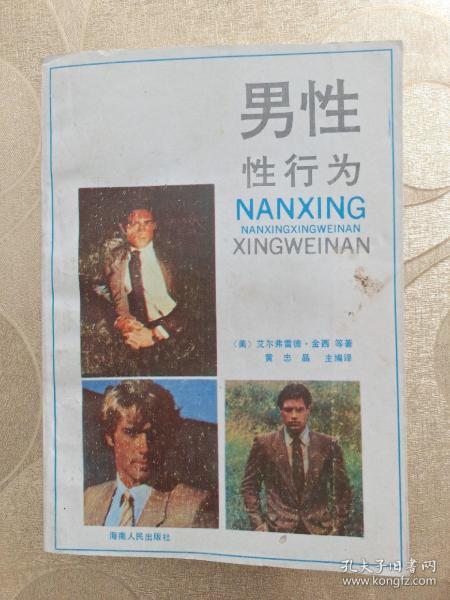 男性
性行为
NANXING
NANXINGXINGWEINAN
XINGWEINAN
（美）艾尔弗雷德·金西 等著
黄忠晶 主编译
海南人民出版社
孔夫子旧书网
www.kongfz.com